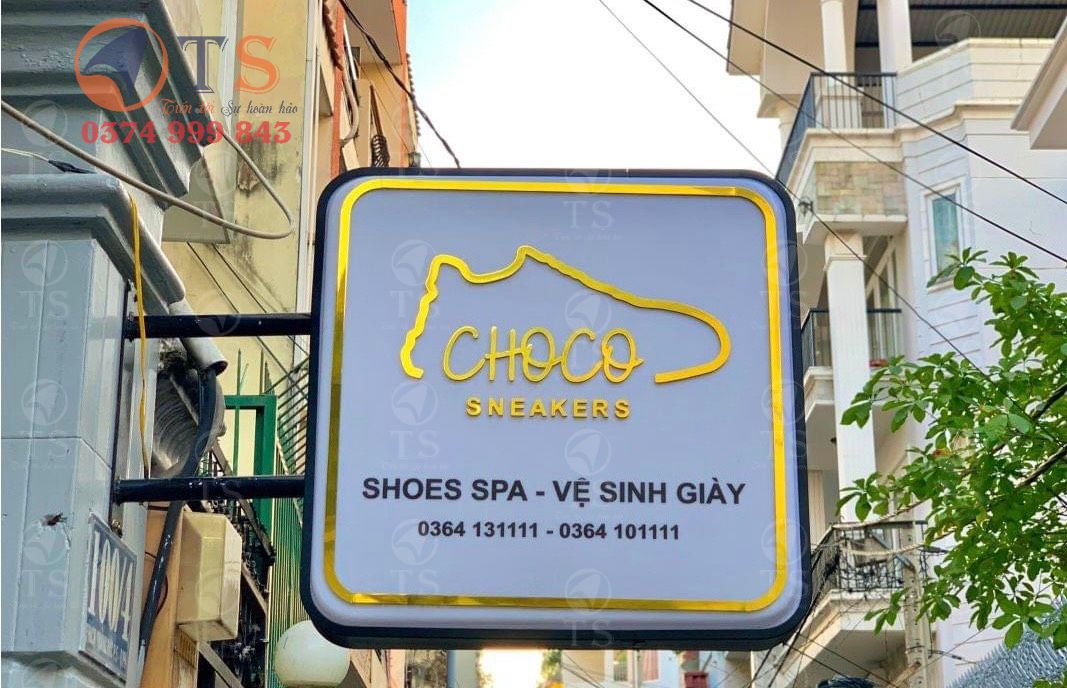 TS
Tiến tới Sự hoàn hảo
0374 999 843
CHOCO
SNEAKERS
SHOES SPA - VỆ SINH GIÀY
0364 131111 - 0364 101111